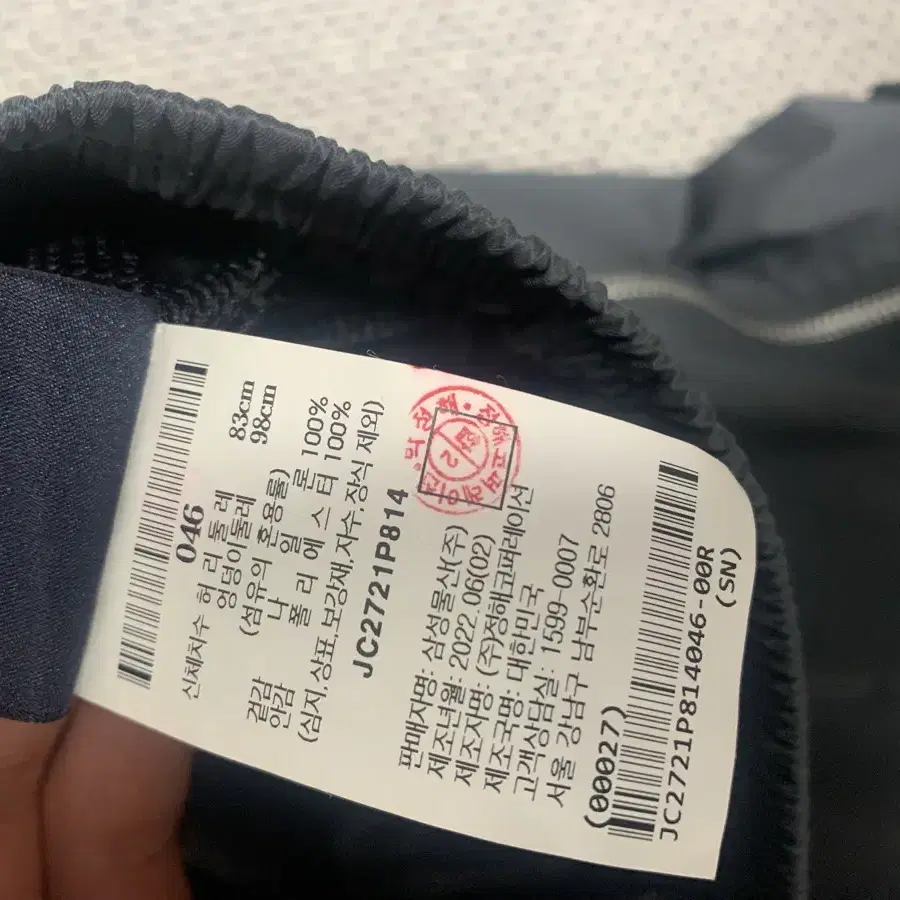 046
신체치수 허리둘레 83cm
엉덩이둘레 98cm
(섬유의 혼용률)
겉감 나일론 100%
안감 폴리에스터 100%
(심지,상표,보강재,자수,장식 제외)
JC2721P814
판매자명: 삼성물산(주)
제조년월: 2022.06(02)
제조자명: (주)정해코퍼레이션
제조국명: 대한민국
고객상담실: 1599-0007
서울 강남구 남부순환로 2806
(00027)
JC2721P814046-00R
(SN)